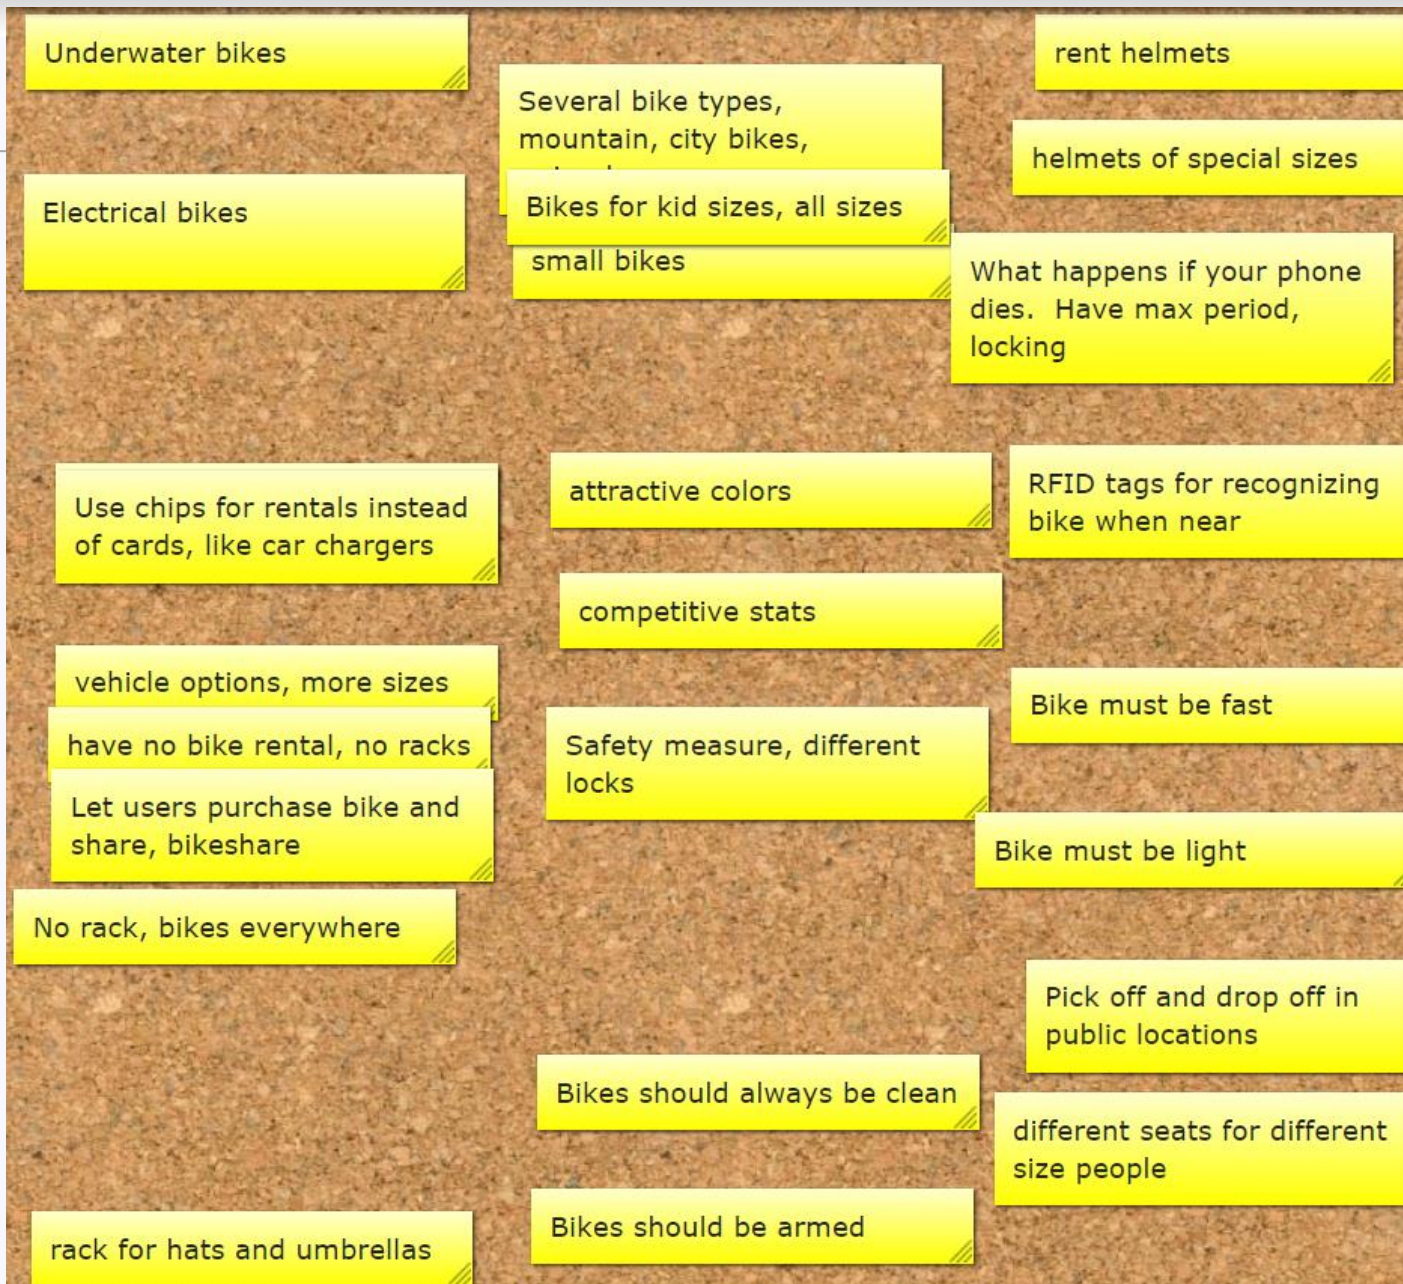 Underwater bikes
Electrical bikes
Several bike types,
mountain, city bikes,
Bikes for kid sizes, all sizes
small bikes
rent helmets
helmets of special sizes
What happens if your phone
dies.  Have max period,
locking
Use chips for rentals instead
of cards, like car chargers
attractive colors
RFID tags for recognizing
bike when near
competitive stats
vehicle options, more sizes
have no bike rental, no racks
Let users purchase bike and
share, bikeshare
No rack, bikes everywhere
Safety measure, different
locks
Bike must be fast
Bike must be light
Pick off and drop off in
public locations
Bikes should always be clean
different seats for different
size people
Bikes should be armed
rack for hats and umbrellas